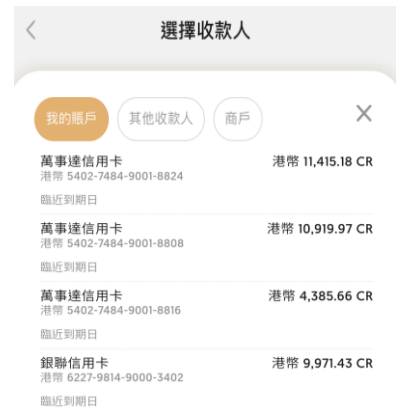 選擇收款人
我的賬戶 其他收款人 商戶
萬事達信用卡 港幣 11,415.18 CR
港幣 5402-7484-9001-8824
臨近到期日
萬事達信用卡 港幣 10,919.97 CR
港幣 5402-7484-9001-8808
臨近到期日
萬事達信用卡 港幣 4,385.66 CR
港幣 5402-7484-9001-8816
臨近到期日
銀聯信用卡 港幣 9,971.43 CR
港幣 6227-9814-9000-3402
臨近到期日